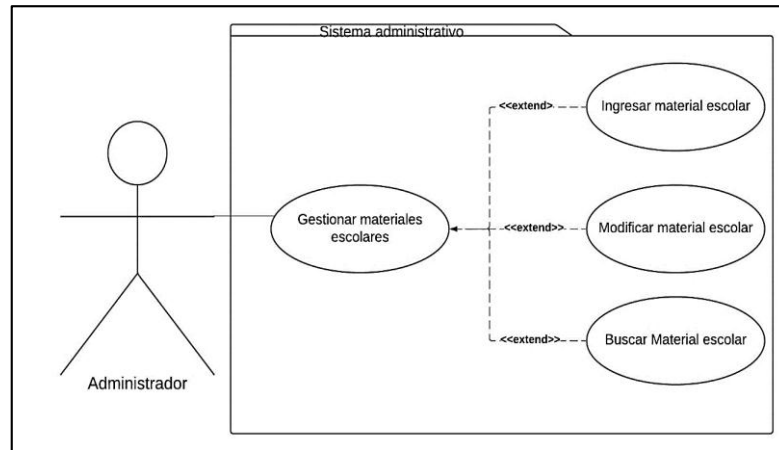 Sistema administrativo
<<extend>
Ingresar material escolar
Gestionar materiales
escolares
<<extend>>
Modificar material escolar
<<extend>>
Buscar Material escolar
Administrador